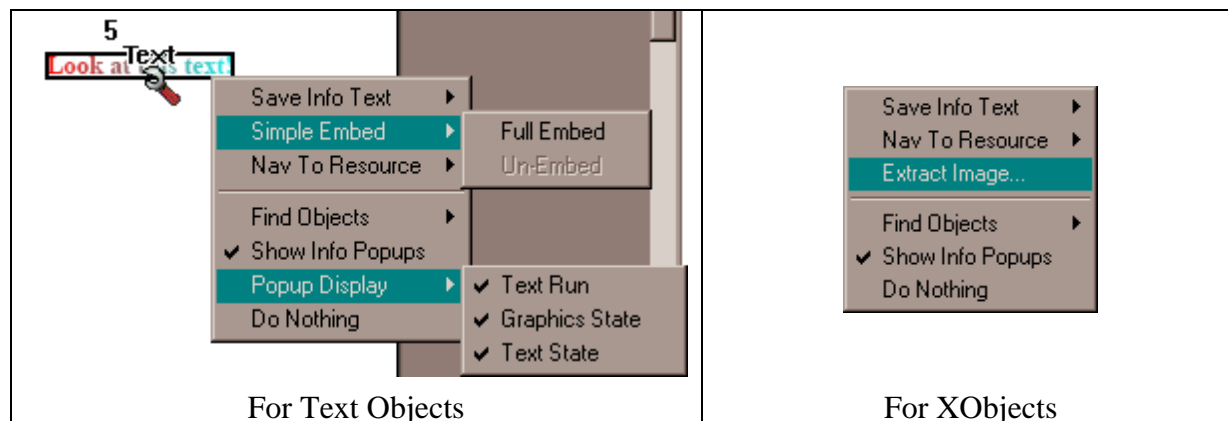 5
Text
Look at this text!
Save Info Text
Simple Embed
Nav To Resource
Find Objects
Show Info Popups
Popup Display
Do Nothing
Full Embed
Un-Embed
Text Run
Graphics State
Text State
For Text Objects
Save Info Text
Nav To Resource
Extract Image...
Find Objects
Show Info Popups
Do Nothing
For XObjects